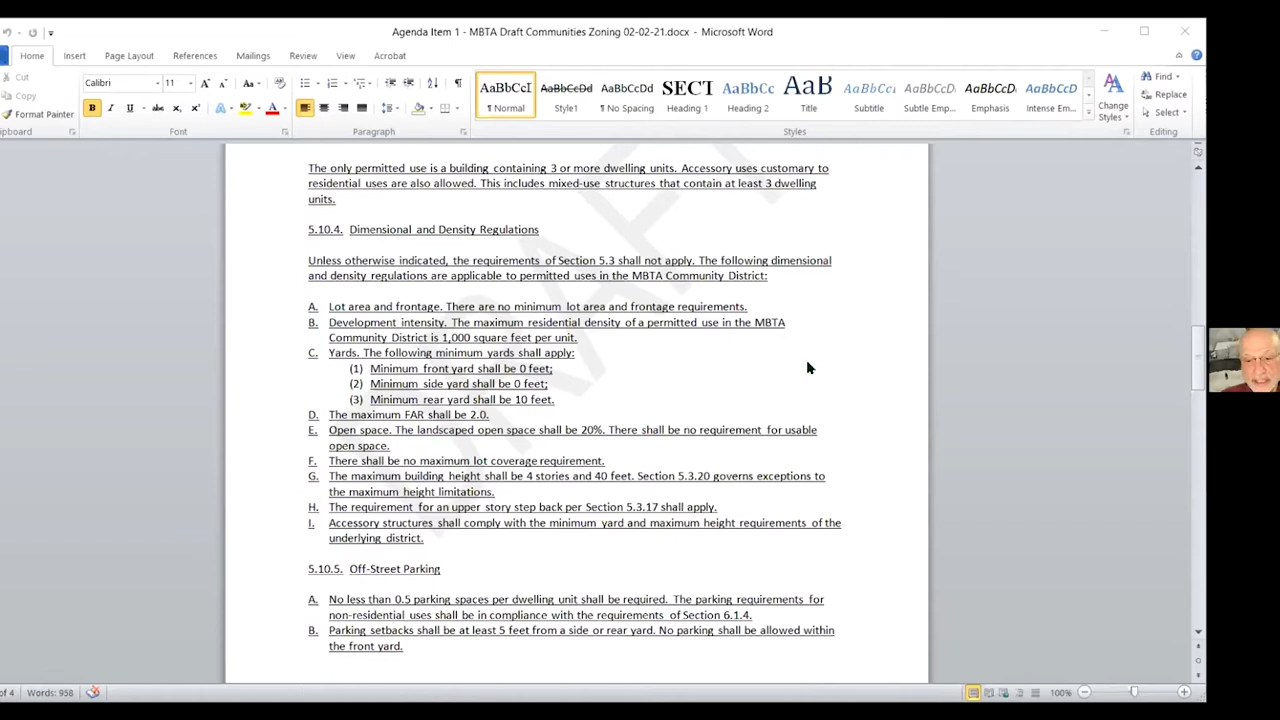 Agenda Item 1 - MBTA Draft Communities Zoning 02-02-21.docx - Microsoft Word
Home Insert Page Layout References Mailings Review View Acrobat
Cut
Copy
Format Painter
Calibri 11
AaBbCcI AaBbCcDd AaBbCcDd SECT AaBbCc AaB AaBbCcI AaBbCcDc AaBbCcD. AaBbCcD
¶ Normal Style1 ¶ No Spacing Heading 1 Heading 2 Title Subtitle Subtle Emp... Emphasis Intense Em...
Change
Styles
Find
Replace
Select
lipboard Font Paragraph Styles Editing
DRAFT
The only permitted use is a building containing 3 or more dwelling units. Accessory uses customary to
residential uses are also allowed. This includes mixed-use structures that contain at least 3 dwelling
units.
5.10.4. Dimensional and Density Regulations
Unless otherwise indicated, the requirements of Section 5.3 shall not apply. The following dimensional
and density regulations are applicable to permitted uses in the MBTA Community District:
A. Lot area and frontage. There are no minimum lot area and frontage requirements.
B. Development intensity. The maximum residential density of a permitted use in the MBTA
Community District is 1,000 square feet per unit.
C. Yards. The following minimum yards shall apply:
(1) Minimum front yard shall be 0 feet;
(2) Minimum side yard shall be 0 feet;
(3) Minimum rear yard shall be 10 feet.
D. The maximum FAR shall be 2.0.
E. Open space. The landscaped open space shall be 20%. There shall be no requirement for usable
open space.
F. There shall be no maximum lot coverage requirement.
G. The maximum building height shall be 4 stories and 40 feet. Section 5.3.20 governs exceptions to
the maximum height limitations.
H. The requirement for an upper story step back per Section 5.3.17 shall apply.
I. Accessory structures shall comply with the minimum yard and maximum height requirements of the
underlying district.
5.10.5. Off-Street Parking
A. No less than 0.5 parking spaces per dwelling unit shall be required. The parking requirements for
non-residential uses shall be in compliance with the requirements of Section 6.1.4.
B. Parking setbacks shall be at least 5 feet from a side or rear yard. No parking shall be allowed within
the front yard.
of 4 Words: 958 100%